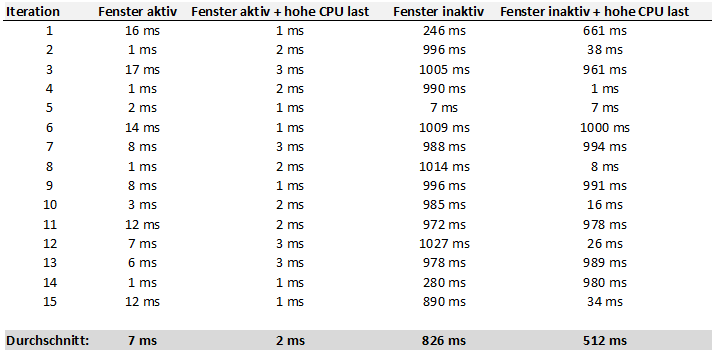 Iteration Fenster aktiv Fenster aktiv + hohe CPU last Fenster inaktiv Fenster inaktiv + hohe CPU last
1 16 ms 1 ms 246 ms 661 ms
2 1 ms 2 ms 996 ms 38 ms
3 17 ms 3 ms 1005 ms 961 ms
4 1 ms 2 ms 990 ms 1 ms
5 2 ms 1 ms 7 ms 7 ms
6 14 ms 1 ms 1009 ms 1000 ms
7 8 ms 3 ms 988 ms 994 ms
8 1 ms 2 ms 1014 ms 8 ms
9 8 ms 1 ms 996 ms 991 ms
10 3 ms 2 ms 985 ms 16 ms
11 12 ms 2 ms 972 ms 978 ms
12 7 ms 3 ms 1027 ms 26 ms
13 6 ms 3 ms 978 ms 989 ms
14 1 ms 1 ms 280 ms 980 ms
15 12 ms 1 ms 890 ms 34 ms
Durchschnitt: 7 ms 2 ms 826 ms 512 ms